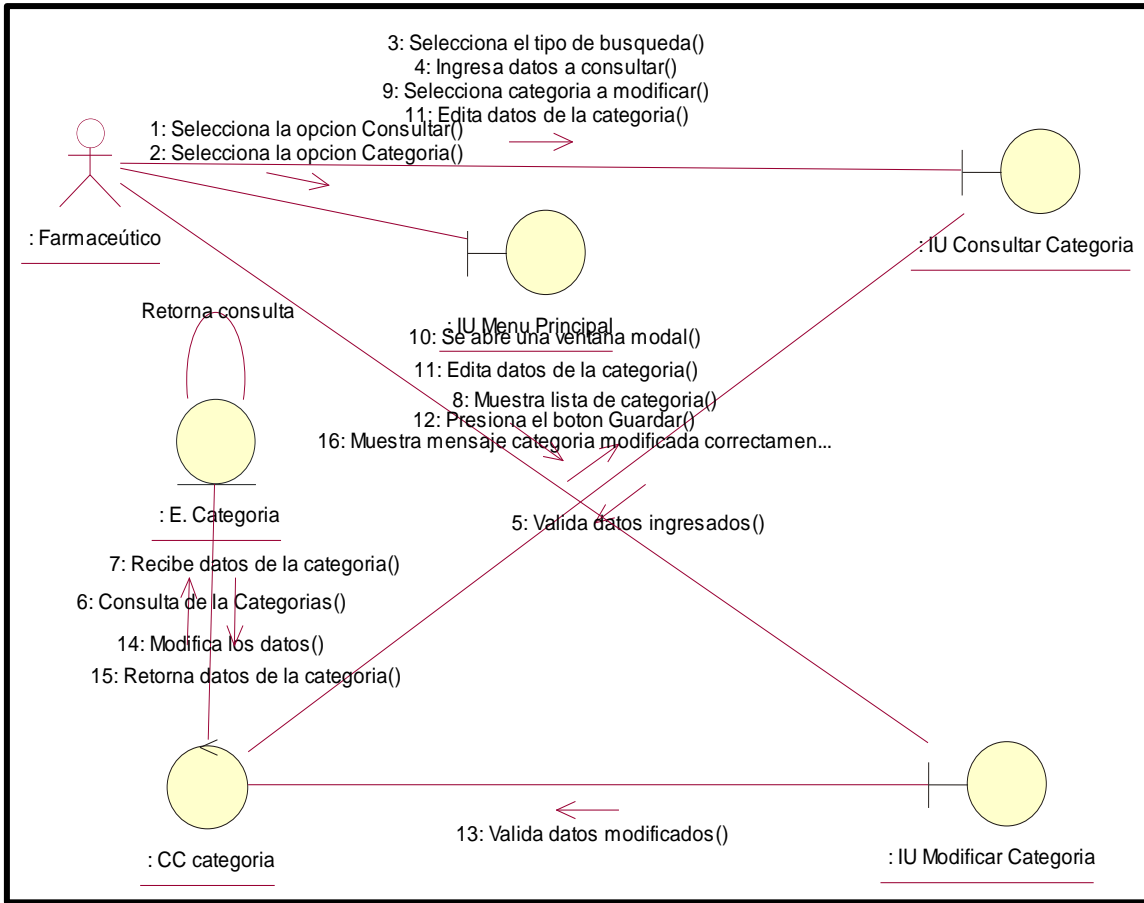 3: Selecciona el tipo de busqueda()
4: Ingresa datos a consultar()
9: Selecciona categoria a modificar()
11: Edita datos de la categoria()
1: Selecciona la opcion Consultar()
2: Selecciona la opcion Categoria()
: Farmaceútico
: IU Consultar Categoria
Retorna consulta
: IU Menu Principal
10: Se abre una ventana modal()
11: Edita datos de la categoria()
8: Muestra lista de categoria()
12: Presiona el boton Guardar()
16: Muestra mensaje categoria modificada correctamen...
: E. Categoria
5: Valida datos ingresados()
7: Recibe datos de la categoria()
6: Consulta de la Categorias()
14: Modifica los datos()
15: Retorna datos de la categoria()
13: Valida datos modificados()
: CC categoria
: IU Modificar Categoria